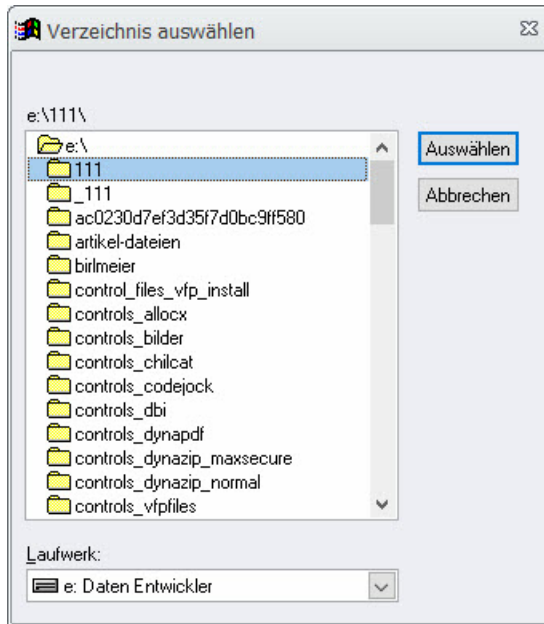 Verzeichnis auswählen
e:\111\
e:\
111
_111
ac0230d7ef3d35f7d0bc9ff580
artikel-dateien
birlmeier
control_files_vfp_install
controls_allocx
controls_bilder
controls_chilcat
controls_codejock
controls_dbi
controls_dynapdf
controls_dynazip_maxsecure
controls_dynazip_normal
controls_vfpfiles
Auswählen
Abbrechen
Laufwerk:
e: Daten Entwickler